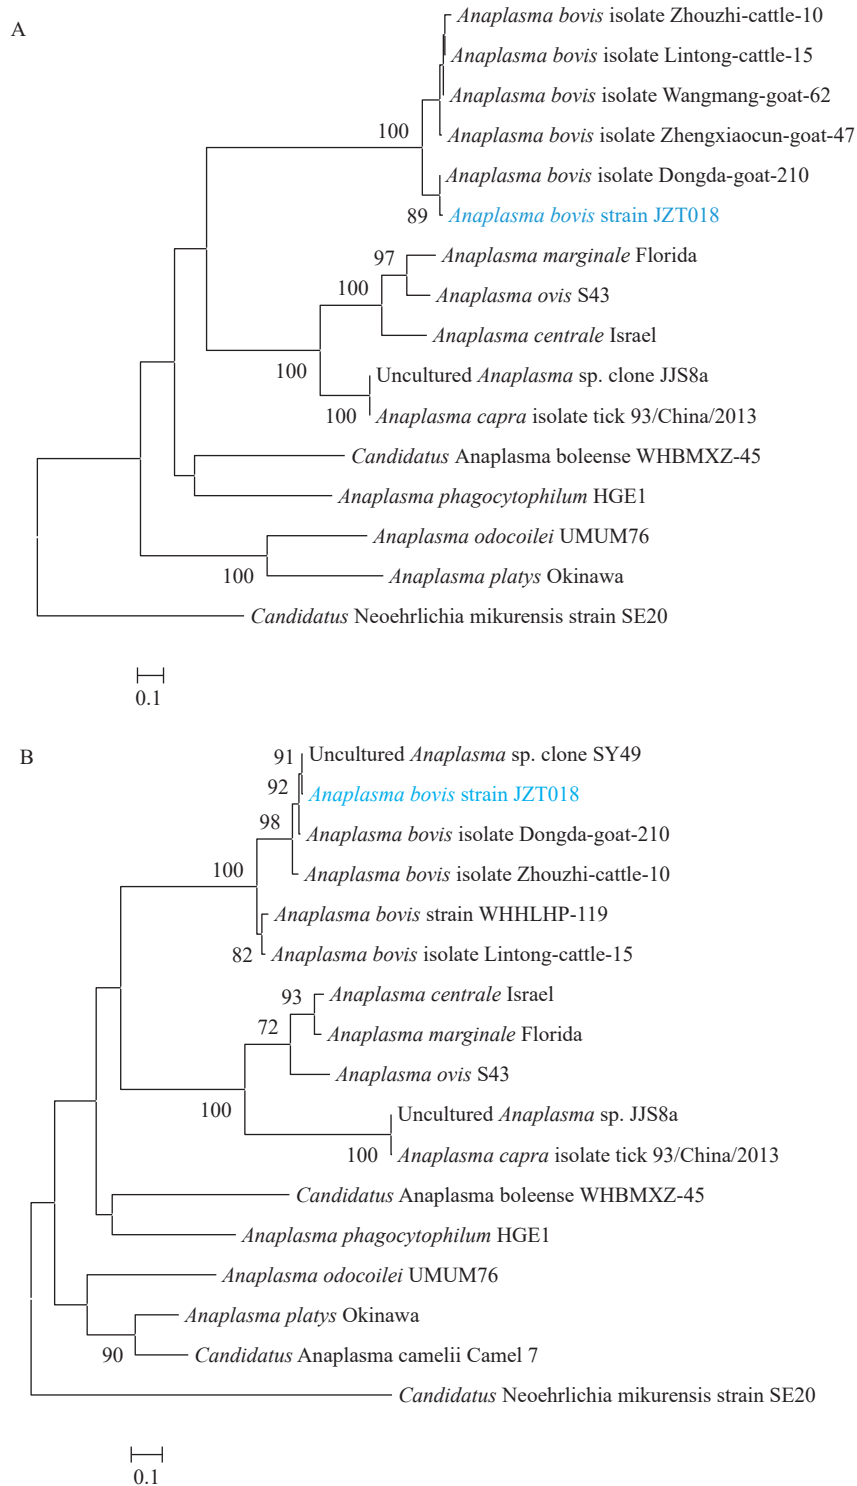 A
Anaplasma bovis isolate Zhouzhi-cattle-10
Anaplasma bovis isolate Lintong-cattle-15
Anaplasma bovis isolate Wangmang-goat-62
100
Anaplasma bovis isolate Zhengxiaocun-goat-47
Anaplasma bovis isolate Dongda-goat-210
89
Anaplasma bovis strain JZT018
97
Anaplasma marginale Florida
100
Anaplasma ovis S43
Anaplasma centrale Israel
100
Uncultured Anaplasma sp. clone JJS8a
100
Anaplasma capra isolate tick 93/China/2013
Candidatus Anaplasma boleense WHBMXZ-45
Anaplasma phagocytophilum HGE1
Anaplasma odocoilei UMUM76
100
Anaplasma platys Okinawa
Candidatus Neoehrlichia mikurensis strain SE20
0.1
B
91
Uncultured Anaplasma sp. clone SY49
92
Anaplasma bovis strain JZT018
98
Anaplasma bovis isolate Dongda-goat-210
100
Anaplasma bovis isolate Zhouzhi-cattle-10
Anaplasma bovis strain WHHLHP-119
82
Anaplasma bovis isolate Lintong-cattle-15
93
Anaplasma centrale Israel
72
Anaplasma marginale Florida
Anaplasma ovis S43
100
Uncultured Anaplasma sp. JJS8a
100
Anaplasma capra isolate tick 93/China/2013
Candidatus Anaplasma boleense WHBMXZ-45
Anaplasma phagocytophilum HGE1
Anaplasma odocoilei UMUM76
Anaplasma platys Okinawa
90
Candidatus Anaplasma camelii Camel 7
Candidatus Neoehrlichia mikurensis strain SE20
0.1